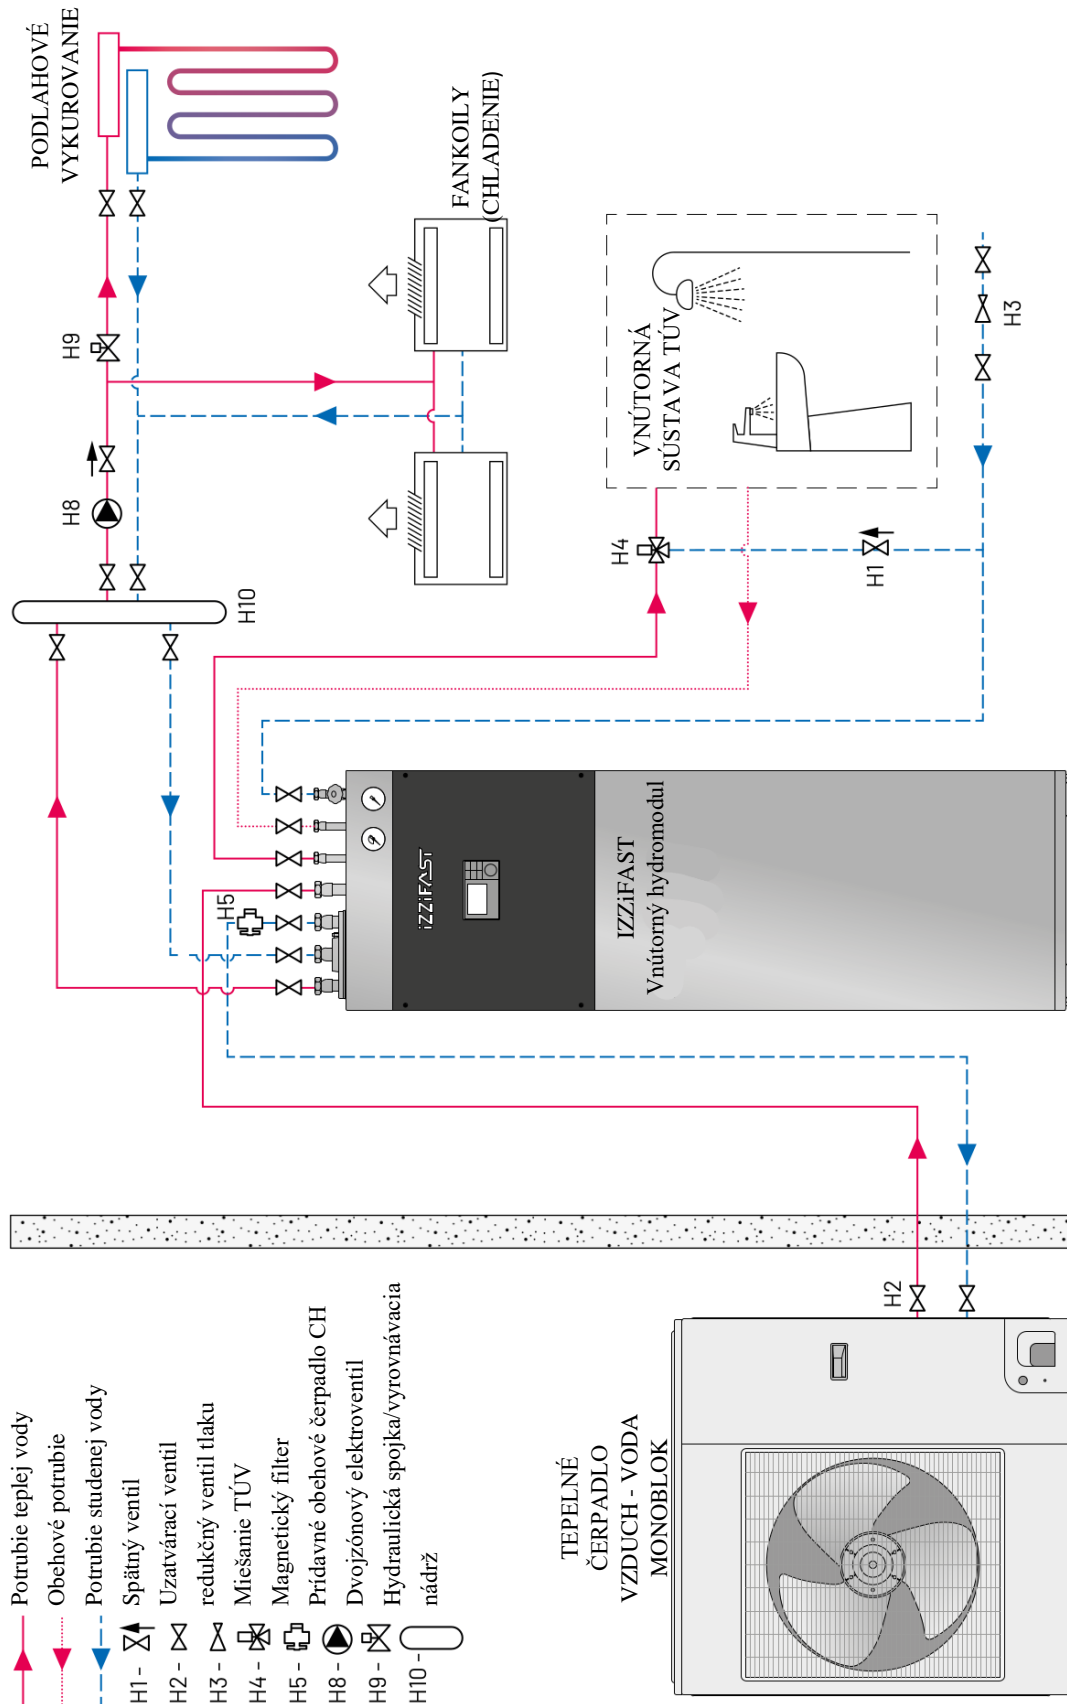 PODLAHOVÉ
VYKUROVANIE
FANKOILY
(CHLADENIE)
H9
H8
H10
VNÚTORNÁ
SÚSTAVA TÚV
H3
H4
H1
H5
iZZiFAST
IZZiFAST
Vnútorný hydromodul
H2
TEPELNÉ
ČERPADLO
VZDUCH - VODA
MONOBLOK
Potrubie teplej vody
Obehové potrubie
Potrubie studenej vody
H1 - Spätný ventil
H2 - Uzatvárací ventil
H3 - redukčný ventil tlaku
H4 - Miešanie TÚV
H5 - Magnetický filter
H8 - Prídavné obehové čerpadlo CH
H9 - Dvojzónový elektroventil
H10 - Hydraulická spojka/vyrovnávacia
nádrž